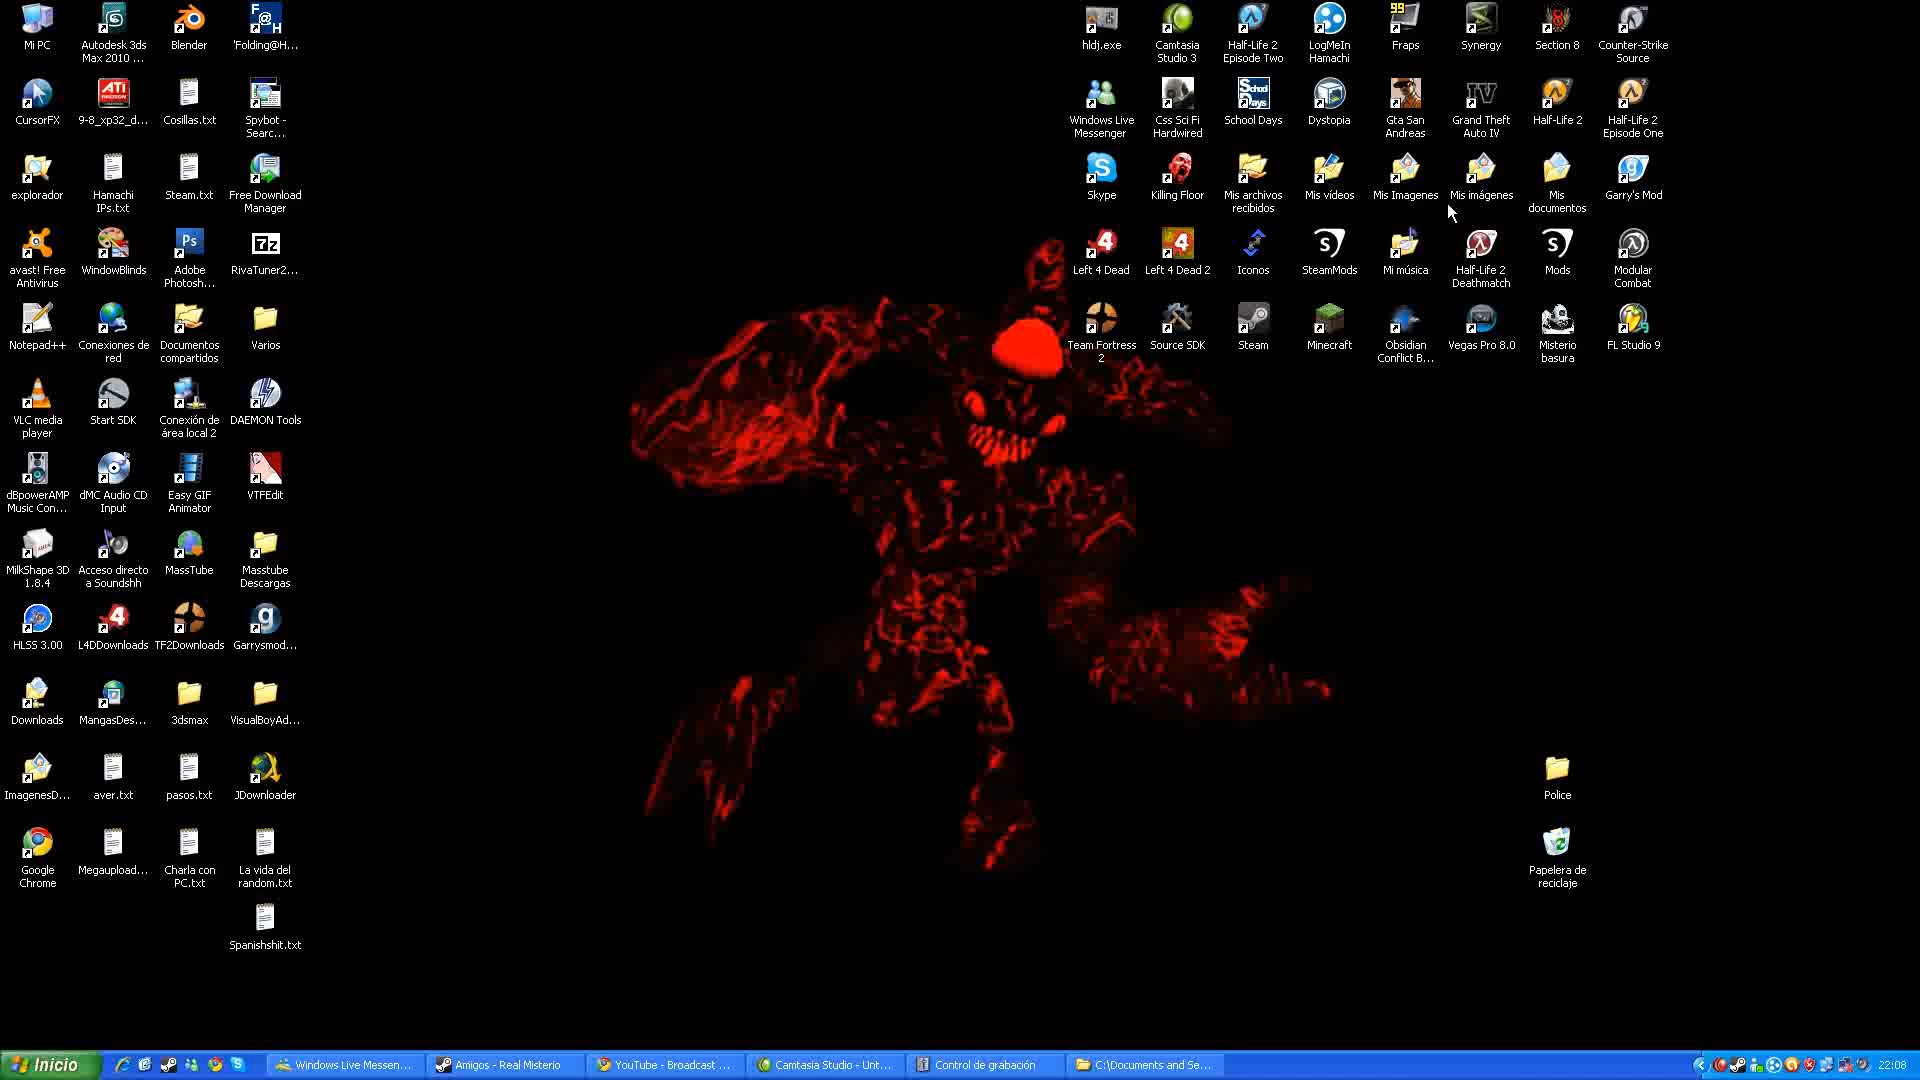 Mi PC
Autodesk 3ds
Max 2010 ...
Blender
'Folding@H...
CursorFX
9-8_xp32_d...
Cosillas.txt
Spybot -
Searc...
explorador
Hamachi
IPs.txt
Steam.txt
Free Download
Manager
avast! Free
Antivirus
WindowBlinds
Adobe
Photosh...
RivaTuner2...
Notepad++
Conexiones de
red
Documentos
compartidos
Varios
VLC media
player
Start SDK
Conexión de
área local 2
DAEMON Tools
dBpowerAMP
Music Con...
dMC Audio CD
Input
Easy GIF
Animator
VTFEdit
MilkShape 3D
1.8.4
Acceso directo
a Soundshh
MassTube
Masstube
Descargas
HLSS 3.00
L4DDownloads
TF2Downloads
Garrysmod...
Downloads
MangasDes...
3dsmax
VisualBoyAd...
ImagenesD...
aver.txt
pasos.txt
JDownloader
Google
Chrome
Megaupload...
Charla con
PC.txt
La vida del
random.txt
Spanishshit.txt
hldj.exe
Camtasia
Studio 3
Half-Life 2
Episode Two
LogMeIn
Hamachi
99
Fraps
Synergy
Section 8
Counter-Strike
Source
Windows Live
Messenger
Css Sci Fi
Hardwired
School Days
Dystopia
Gta San
Andreas
Grand Theft
Auto IV
Half-Life 2
Half-Life 2
Episode One
Skype
Killing Floor
Mis archivos
recibidos
Mis vídeos
Mis Imagenes
Mis imágenes
Mis
documentos
Garry's Mod
Left 4 Dead
Left 4 Dead 2
Iconos
SteamMods
Mi música
Half-Life 2
Deathmatch
Mods
Modular
Combat
Team Fortress
2
Source SDK
Steam
Minecraft
Obsidian
Conflict B...
Vegas Pro 8.0
Misterio
basura
FL Studio 9
Police
Papelera de
reciclaje
Inicio
Windows Live Messen...
Amigos - Real Misterio
YouTube - Broadcast ...
Camtasia Studio - Unt...
Control de grabación
C:\Documents and Se...
22:08